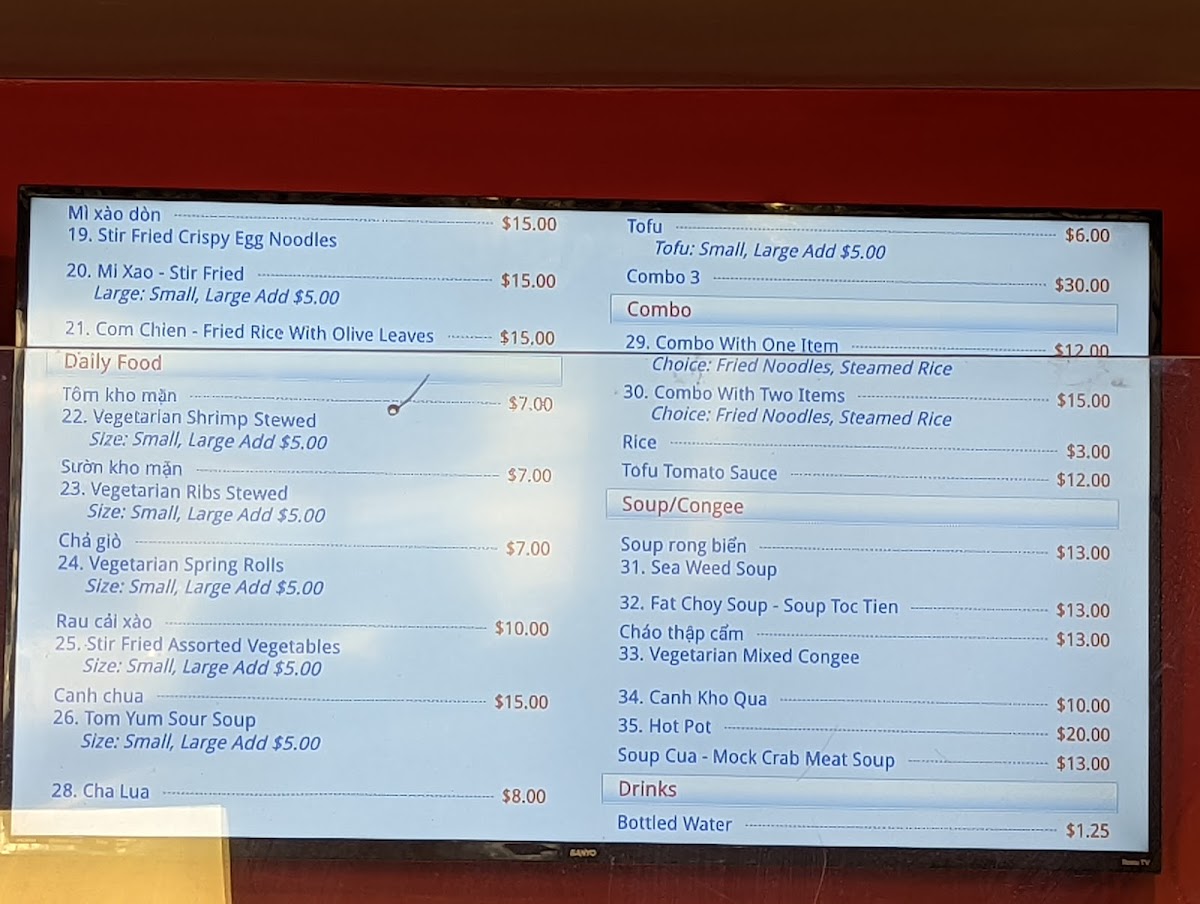 Mì xào dòn $15.00
19. Stir Fried Crispy Egg Noodles
20. Mi Xao - Stir Fried $15.00
Large: Small, Large Add $5.00
21. Com Chien - Fried Rice With Olive Leaves $15.00
Daily Food
Tôm kho mặn $7.00
22. Vegetarian Shrimp Stewed
Size: Small, Large Add $5.00
Sườn kho mặn $7.00
23. Vegetarian Ribs Stewed
Size: Small, Large Add $5.00
Chả giò $7.00
24. Vegetarian Spring Rolls
Size: Small, Large Add $5.00
Rau cải xào $10.00
25. Stir Fried Assorted Vegetables
Size: Small, Large Add $5.00
Canh chua $15.00
26. Tom Yum Sour Soup
Size: Small, Large Add $5.00
28. Cha Lua $8.00
Tofu $6.00
Tofu: Small, Large Add $5.00
Combo 3 $30.00
Combo
29. Combo With One Item $12.00
Choice: Fried Noodles, Steamed Rice
30. Combo With Two Items $15.00
Choice: Fried Noodles, Steamed Rice
Rice $3.00
Tofu Tomato Sauce $12.00
Soup/Congee
Soup rong biển $13.00
31. Sea Weed Soup
32. Fat Choy Soup - Soup Toc Tien $13.00
Cháo thập cẩm $13.00
33. Vegetarian Mixed Congee
34. Canh Kho Qua $10.00
35. Hot Pot $20.00
Soup Cua - Mock Crab Meat Soup $13.00
Drinks
Bottled Water $1.25
SANYO
Roku TV